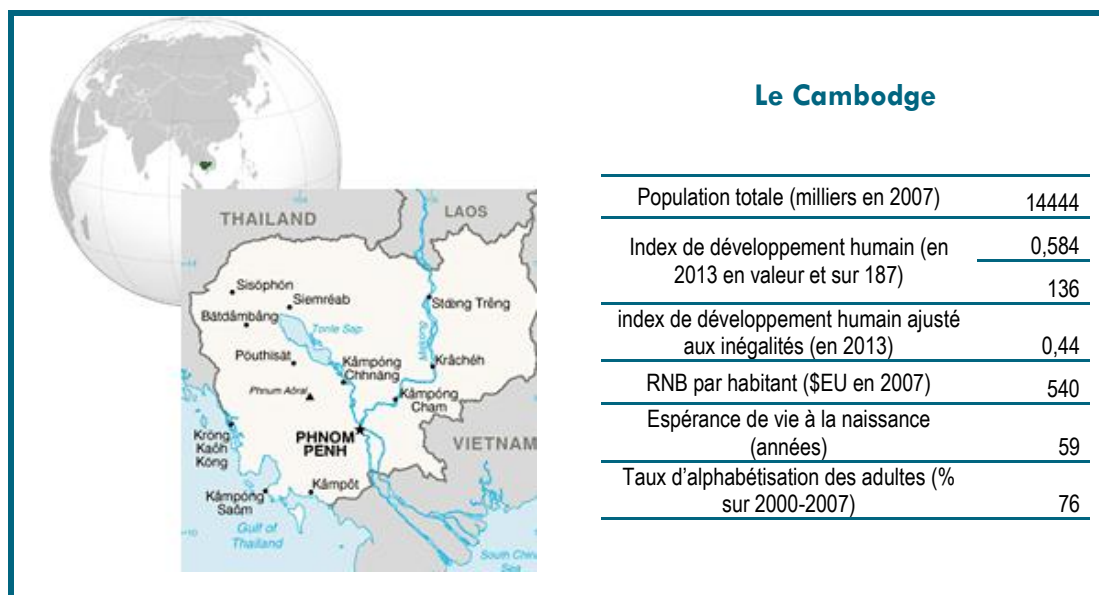 Le Cambodge
Population totale (milliers en 2007) 14444
Index de développement humain (en 0,584
2013 en valeur et sur 187) 136
index de développement humain ajusté
aux inégalités (en 2013) 0,44
RNB par habitant ($EU en 2007) 540
Espérance de vie à la naissance
(années) 59
Taux d'alphabétisation des adultes (%
sur 2000-2007) 76
THAILAND
LAOS
Sisŏphŏn
Siemréab
Stœng Trêng
Bătdâmbâng
Tonle Sap
Mekong
Poŭthĭsăt
Kâmpóng
Chhnăng
Krâchéh
Phnum Aôral
Kâmpóng
Cham
PHNOM
PENH
VIETNAM
Krŏng
Kaôh
Kŏng
Kâmpóng
Saôm
Kâmpôt
Gulf of
Thailand
South China
Sea